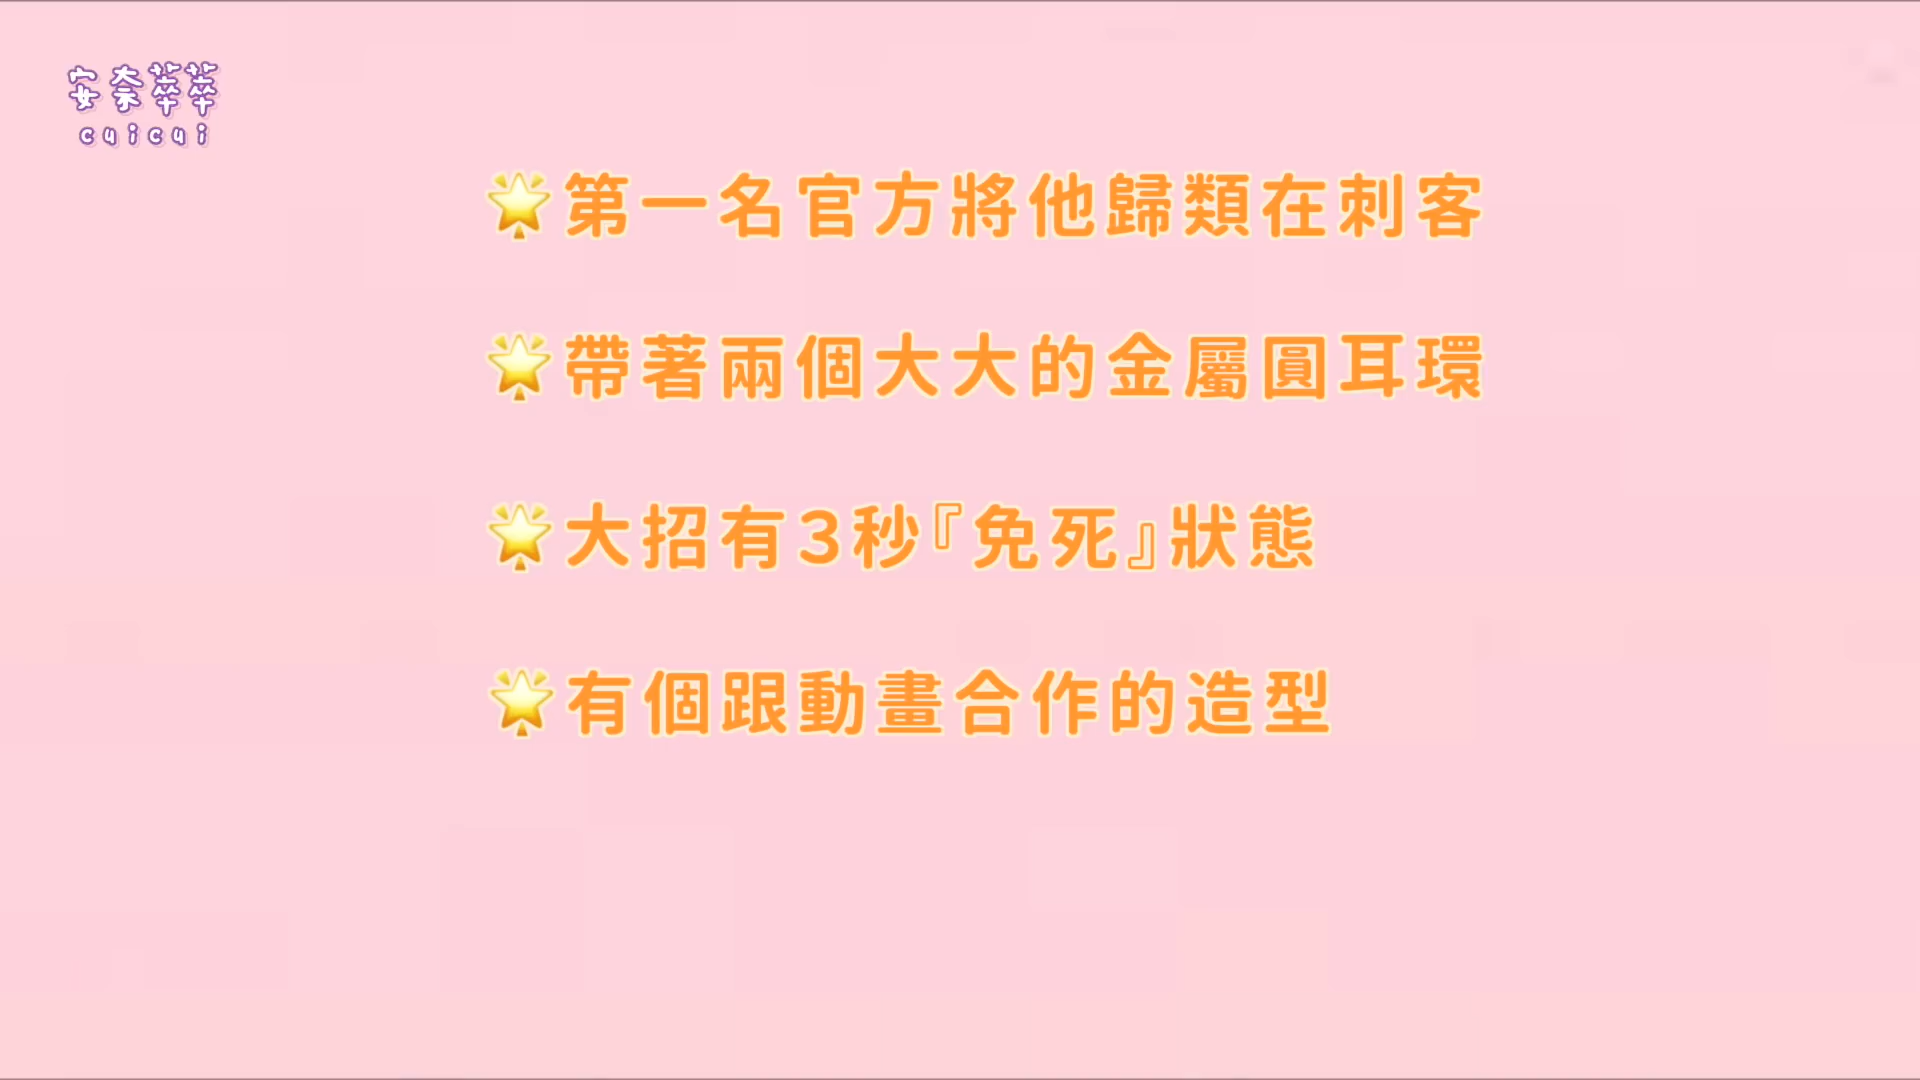 安奈萃萃
cuicui
🌟第一名官方將他歸類在刺客
🌟帶著兩個大大的金屬圓耳環
🌟大招有3秒『免死』狀態
🌟有個跟動畫合作的造型